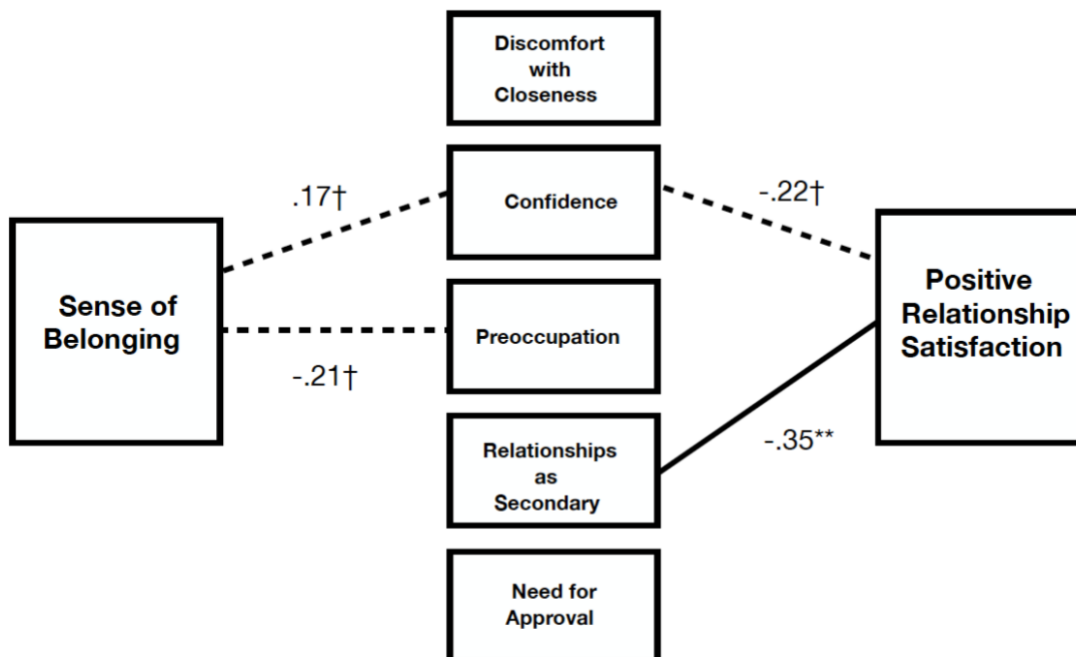 Discomfort
with
Closeness
.17†
Confidence
-.22†
Sense of
Belonging
Preoccupation
-.21†
Positive
Relationship
Satisfaction
Relationships
as
Secondary
-.35**
Need for
Approval